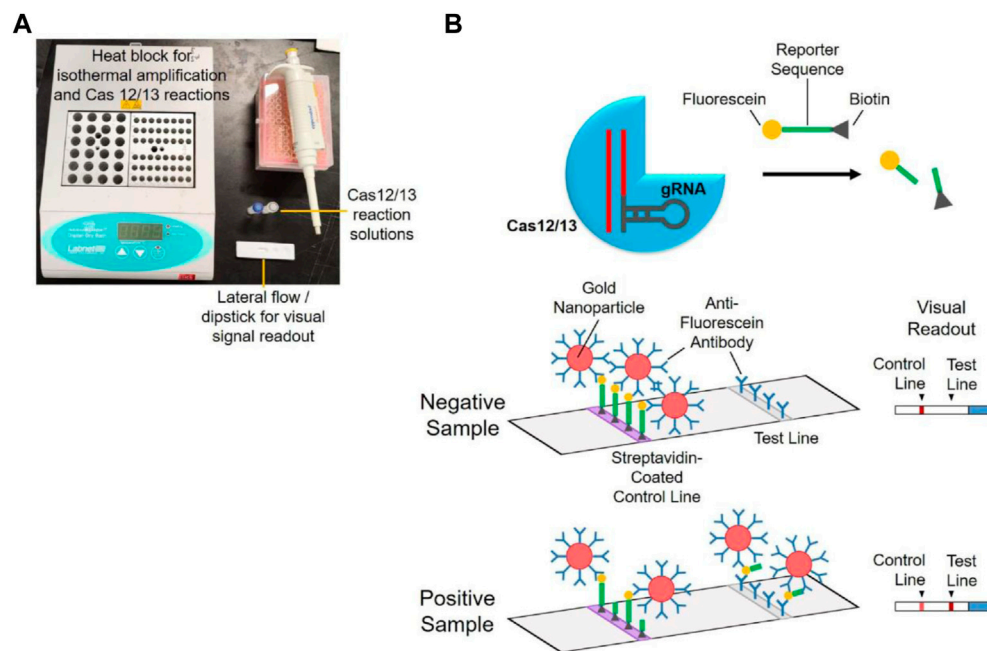 A
Heat block for
isothermal amplification
and Cas 12/13 reactions
Labnet
Cas12/13
reaction
solutions
Lateral flow /
dipstick for visual
signal readout
B
Reporter
Sequence
Fluorescein
Biotin
gRNA
Cas12/13
Gold
Nanoparticle
Anti-
Fluorescein
Antibody
Visual
Readout
Control
Line
Test
Line
Negative
Sample
Test Line
Streptavidin-
Coated
Control Line
Control
Line
Test
Line
Positive
Sample